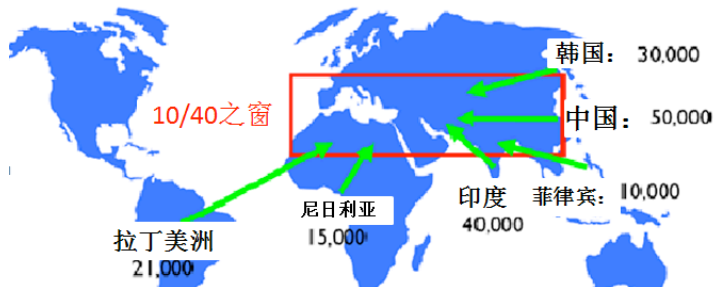 韩国： 30,000
10/40之窗
中国： 50,000
尼日利亚
15,000
印度
40,000
菲律宾： 10,000
拉丁美洲
21,000